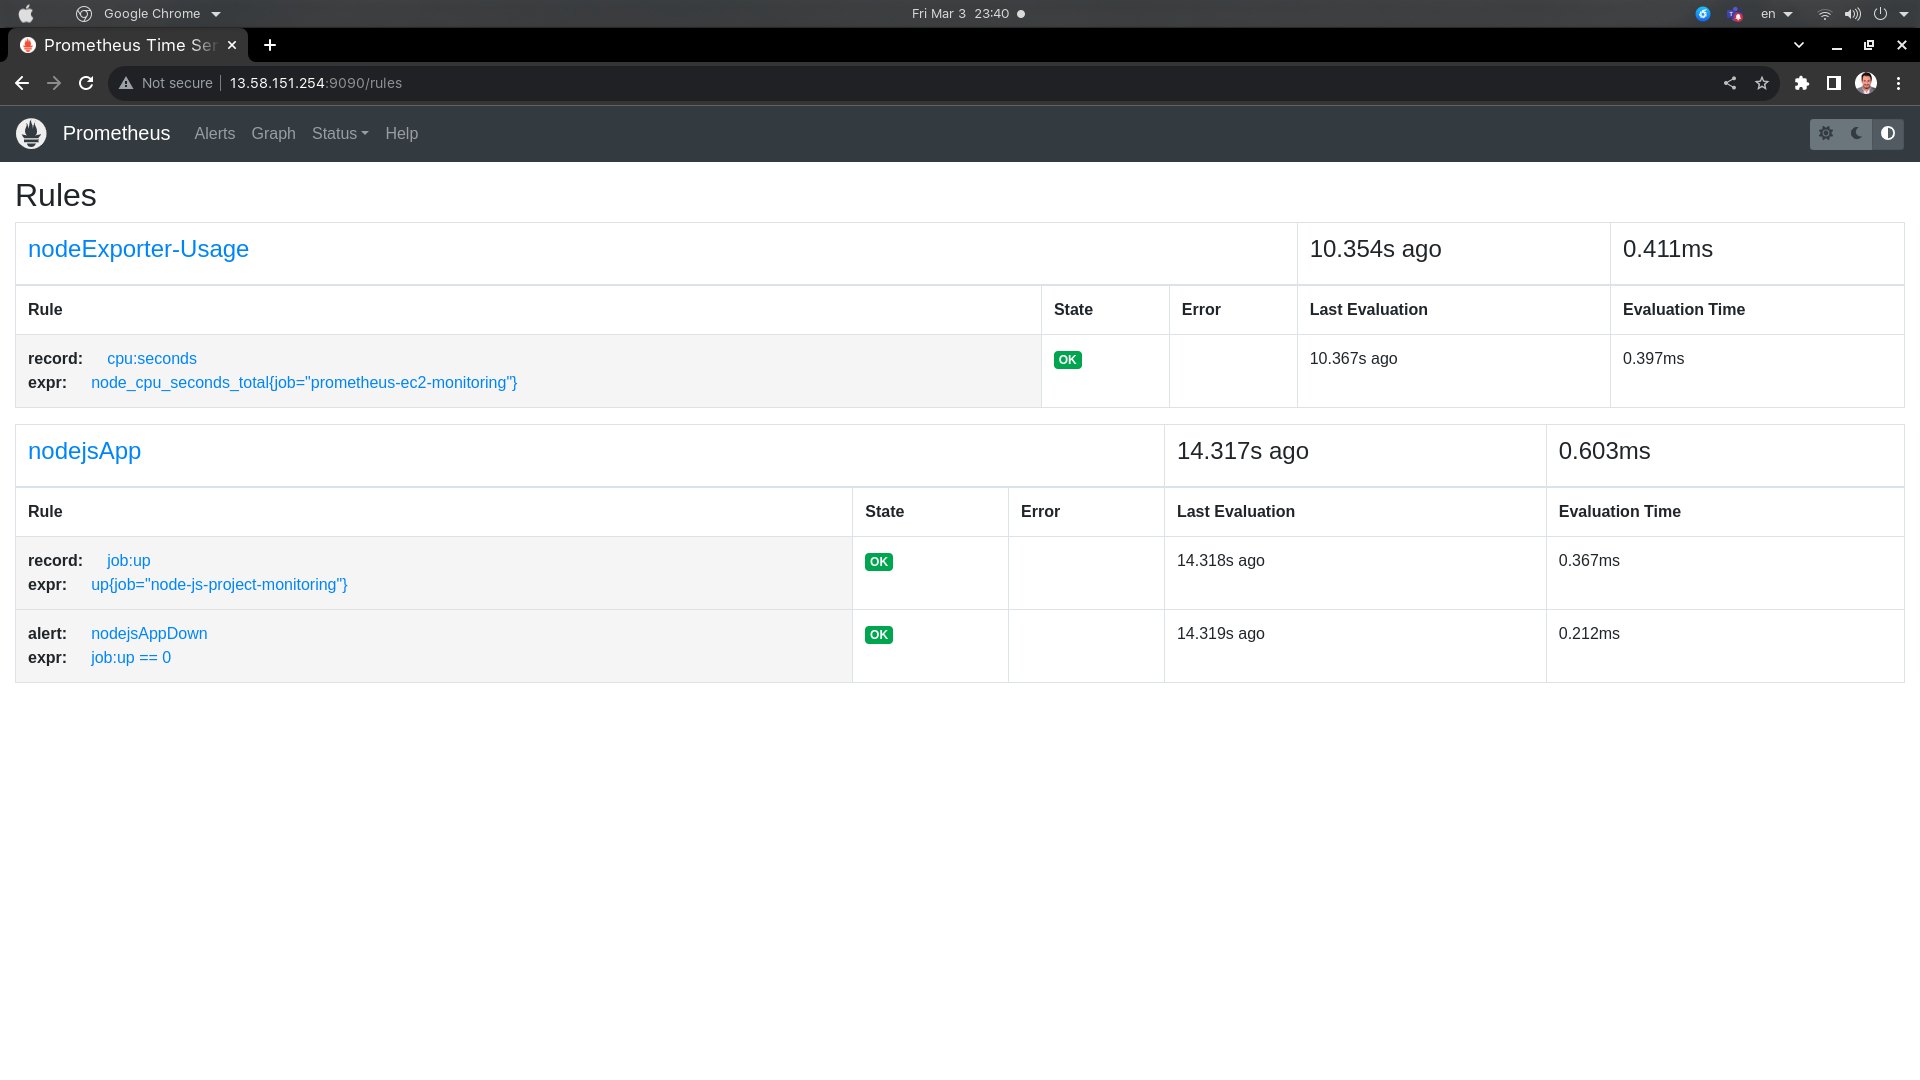 Google Chrome
Fri Mar 3 23:40
en
Prometheus Time Ser
Not secure
13.58.151.254:9090/rules
Prometheus Alerts Graph Status Help
Rules
nodeExporter-Usage 10.354s ago 0.411ms
Rule State Error Last Evaluation Evaluation Time
record: cpu:seconds OK 10.367s ago 0.397ms
expr: node_cpu_seconds_total{job="prometheus-ec2-monitoring"}
nodejsApp 14.317s ago 0.603ms
Rule State Error Last Evaluation Evaluation Time
record: job:up OK 14.318s ago 0.367ms
expr: up{job="node-js-project-monitoring"}
alert: nodejsAppDown OK 14.319s ago 0.212ms
expr: job:up == 0